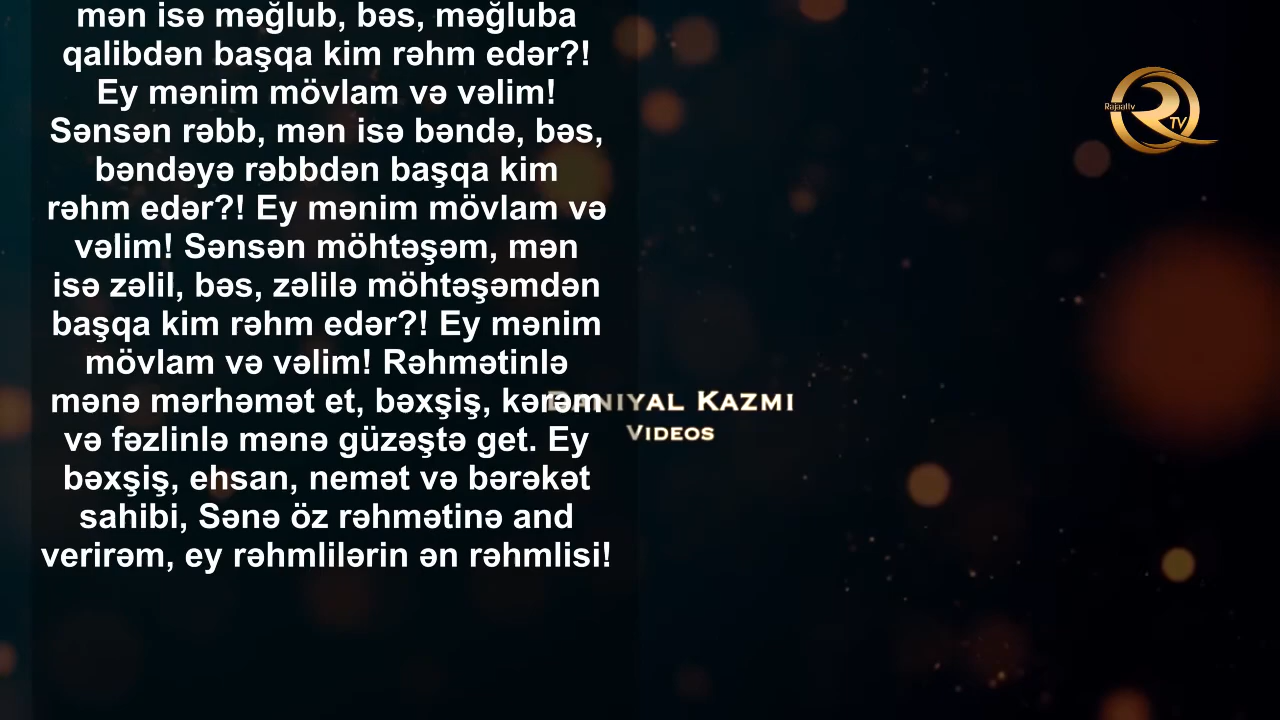 mən isə məğlub, bəs, məğluba
qalibdən başqa kim rəhm edər?!
Ey mənim mövlam və vəlim!
Sənsən rəbb, mən isə bəndə, bəs,
bəndəyə rəbbdən başqa kim
rəhm edər?! Ey mənim mövlam və
vəlim! Sənsən möhtəşəm, mən
isə zəlil, bəs, zəlilə möhtəşəmdən
başqa kim rəhm edər?! Ey mənim
mövlam və vəlim! Rəhmətinlə
mənə mərhəmət et, bəxşiş, kərəm
və fəzlinlə mənə güzəştə get. Ey
bəxşiş, ehsan, nemət və bərəkət
sahibi, Sənə öz rəhmətinə and
verirəm, ey rəhmlilərin ən rəhmlisi!
Daniyal Kazmi
Videos
Rajaattv
TV